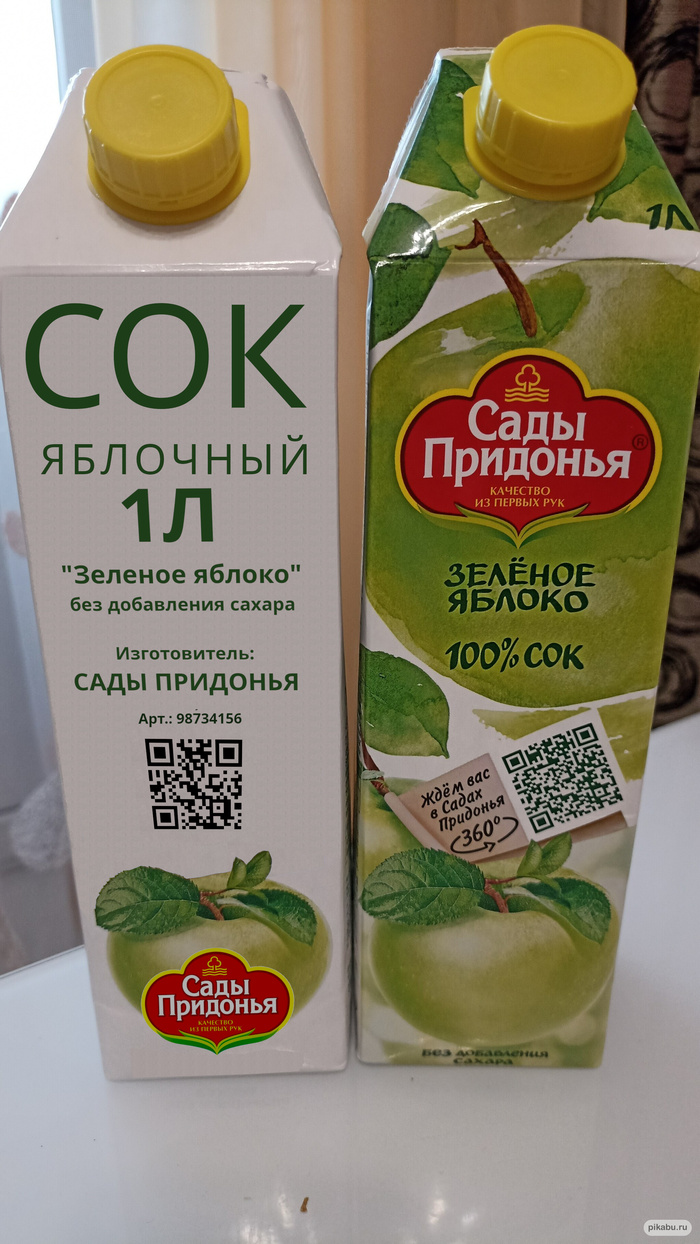 СОК
ЯБЛОЧНЫЙ
1Л
"Зеленое яблоко"
без добавления сахара
Изготовитель:
САДЫ ПРИДОНЬЯ
Арт.: 98734156
Сады
Придонья
КАЧЕСТВО
ИЗ ПЕРВЫХ РУК
1Л
Сады
Придонья®
КАЧЕСТВО
ИЗ ПЕРВЫХ РУК
ЗЕЛЁНОЕ
ЯБЛОКО
100% СОК
Ждём вас
в Садах
Придонья
360°
БЕЗ ДОБАВЛЕНИЯ
САХАРА
pikabu.ru